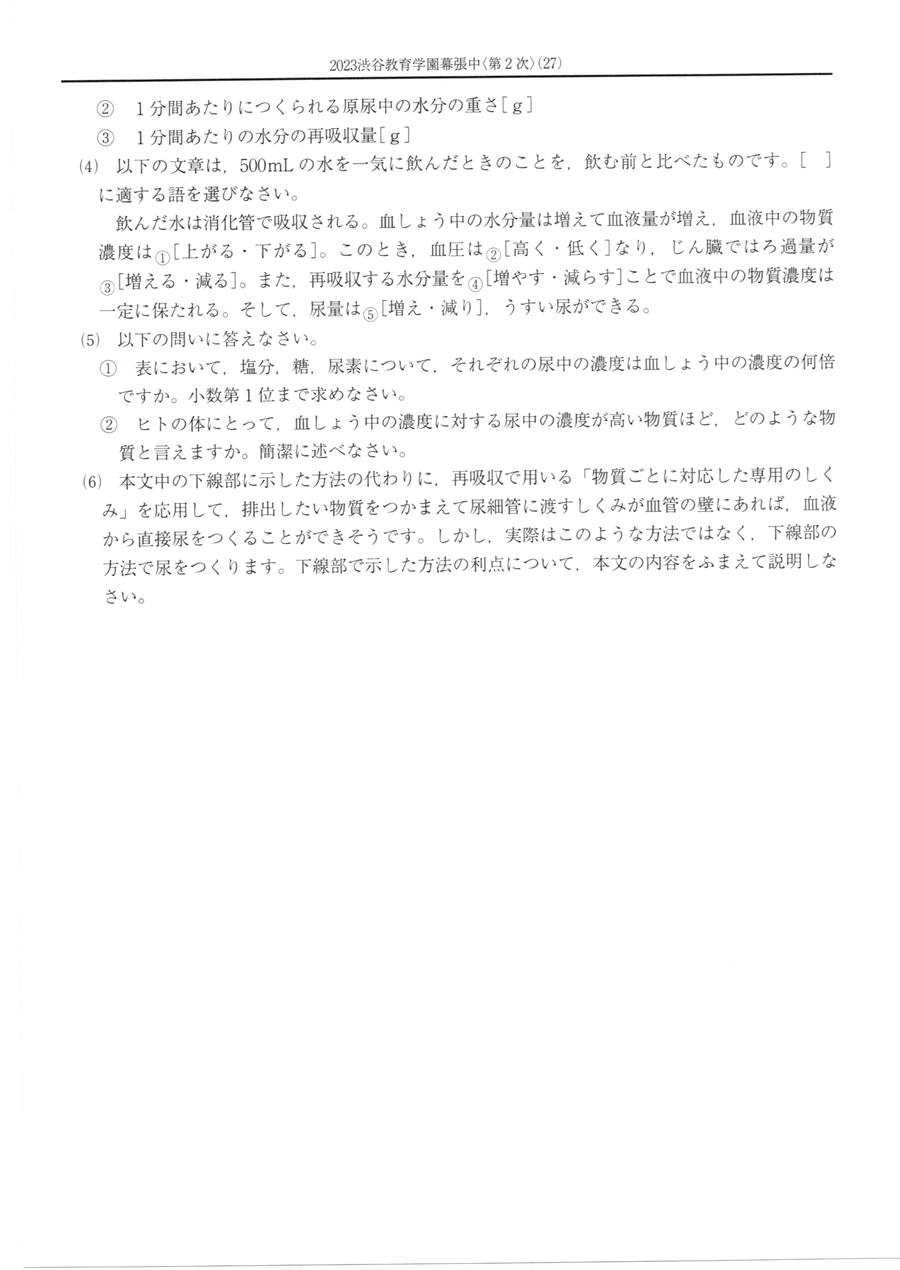 2023渋谷教育学園幕張中〈第2次〉(27)
② 1分間あたりにつくられる原尿中の水分の重さ[g]
③ 1分間あたりの水分の再吸収量[g]
(4) 以下の文章は，500mLの水を一気に飲んだときのことを，飲む前と比べたものです。[ ]
に適する語を選びなさい。
飲んだ水は消化管で吸収される。血しょう中の水分量は増えて血液量が増え，血液中の物質
濃度は①[上がる・下がる]。このとき，血圧は②[高く・低く]なり，じん臓ではろ過量が
③[増える・減る]。また，再吸収する水分量を④[増やす・減らす]ことで血液中の物質濃度は
一定に保たれる。そして，尿量は⑤[増え・減り]，うすい尿ができる。
(5) 以下の問いに答えなさい。
① 表において，塩分，糖，尿素について，それぞれの尿中の濃度は血しょう中の濃度の何倍
ですか。小数第1位まで求めなさい。
② ヒトの体にとって，血しょう中の濃度に対する尿中の濃度が高い物質ほど，どのような物
質と言えますか。簡潔に述べなさい。
(6) 本文中の下線部に示した方法の代わりに，再吸収で用いる「物質ごとに対応した専用のしく
み」を応用して，排出したい物質をつかまえて尿細管に渡すしくみが血管の壁にあれば，血液
から直接尿をつくることができそうです。しかし，実際はこのような方法ではなく，下線部の
方法で尿をつくります。下線部で示した方法の利点について，本文の内容をふまえて説明しな
さい。